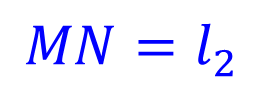 MN = l₂